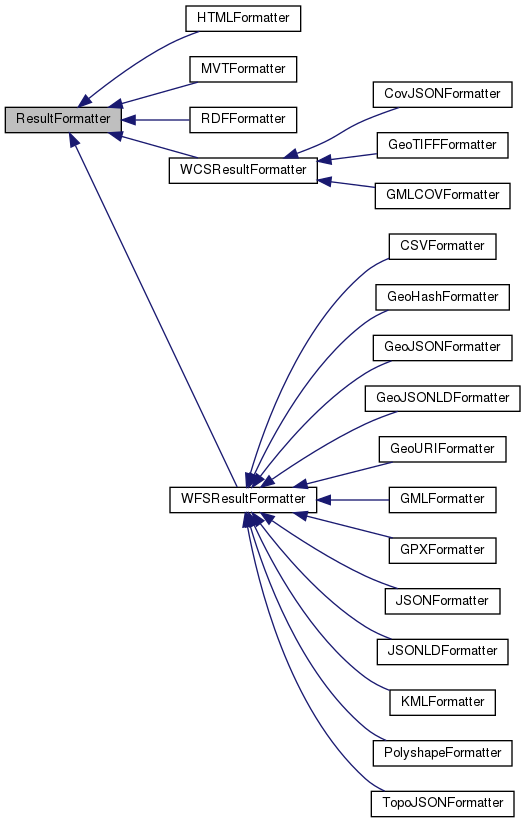 HTMLFormatter
MVTFormatter
ResultFormatter
RDFFormatter
WCSResultFormatter
CovJSONFormatter
GeoTIFFFormatter
GMLCOVFormatter
CSVFormatter
GeoHashFormatter
GeoJSONFormatter
GeoJSONLDFormatter
GeoURIFormatter
WFSResultFormatter
GMLFormatter
GPXFormatter
JSONFormatter
JSONLDFormatter
KMLFormatter
PolyshapeFormatter
TopoJSONFormatter